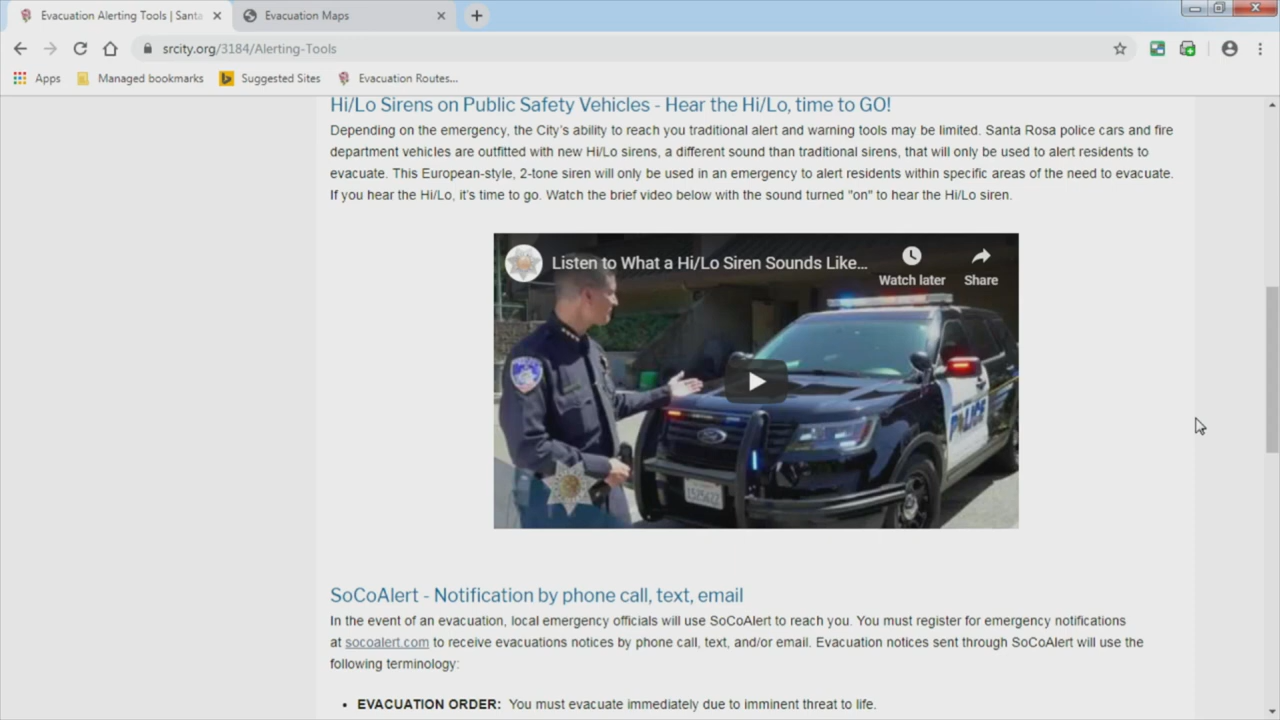 Evacuation Alerting Tools | Santa
Evacuation Maps
srcity.org/3184/Alerting-Tools
Apps
Managed bookmarks
Suggested Sites
Evacuation Routes...
Hi/Lo Sirens on Public Safety Vehicles - Hear the Hi/Lo, time to GO!
Depending on the emergency, the City's ability to reach you traditional alert and warning tools may be limited. Santa Rosa police cars and fire
department vehicles are outfitted with new Hi/Lo sirens, a different sound than traditional sirens, that will only be used to alert residents to
evacuate. This European-style, 2-tone siren will only be used in an emergency to alert residents within specific areas of the need to evacuate.
If you hear the Hi/Lo, it's time to go. Watch the brief video below with the sound turned "on" to hear the Hi/Lo siren.
Listen to What a Hi/Lo Siren Sounds Like...
Watch later
Share
POLICE
1525622
SoCoAlert - Notification by phone call, text, email
In the event of an evacuation, local emergency officials will use SoCoAlert to reach you. You must register for emergency notifications
at socoalert.com to receive evacuations notices by phone call, text, and/or email. Evacuation notices sent through SoCoAlert will use the
following terminology:
• EVACUATION ORDER: You must evacuate immediately due to imminent threat to life.